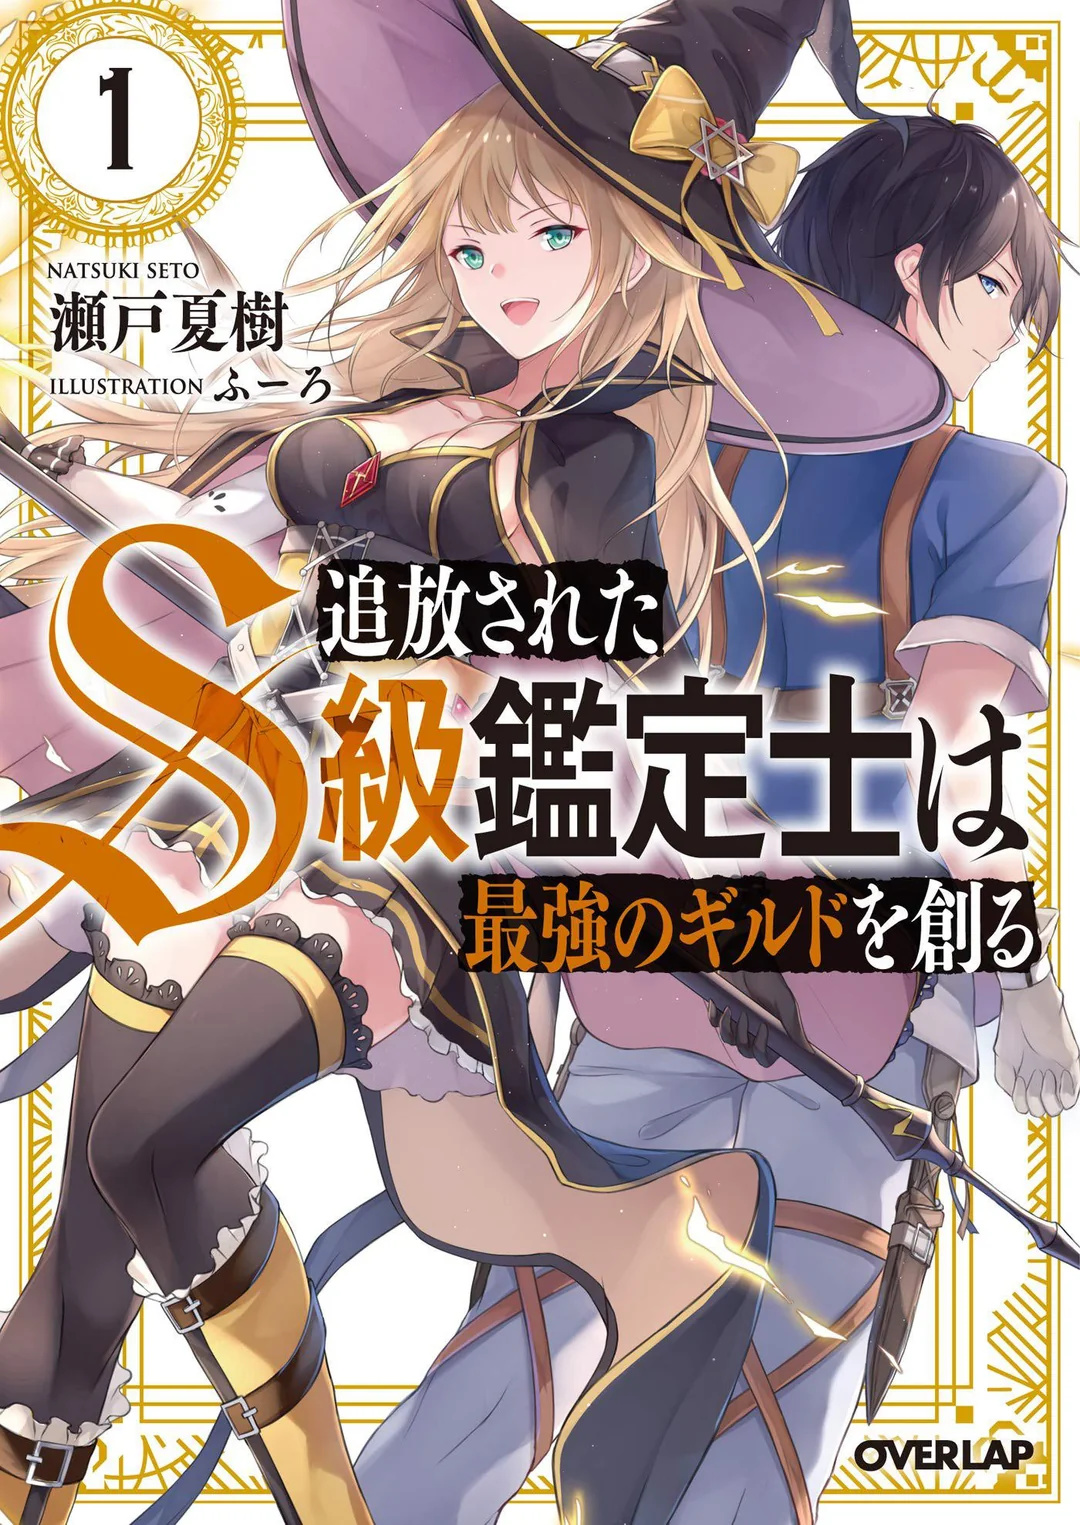 1
NATSUKI SETO
瀬戸夏樹
ILLUSTRATION ふーろ
追放された
S級鑑定士は
最強のギルドを創る
OVERLAP